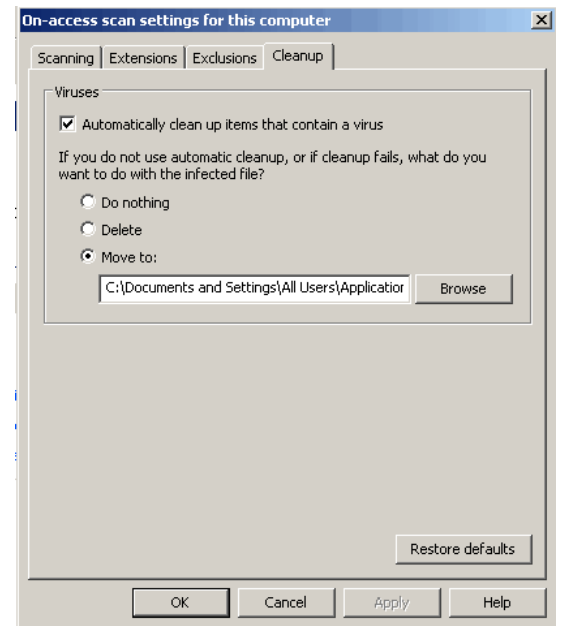 On-access scan settings for this computer
Scanning Extensions Exclusions Cleanup
Viruses
Automatically clean up items that contain a virus
If you do not use automatic cleanup, or if cleanup fails, what do you
want to do with the infected file?
Do nothing
Delete
Move to:
C:\Documents and Settings\All Users\Applicatior Browse
Restore defaults
OK Cancel Apply Help